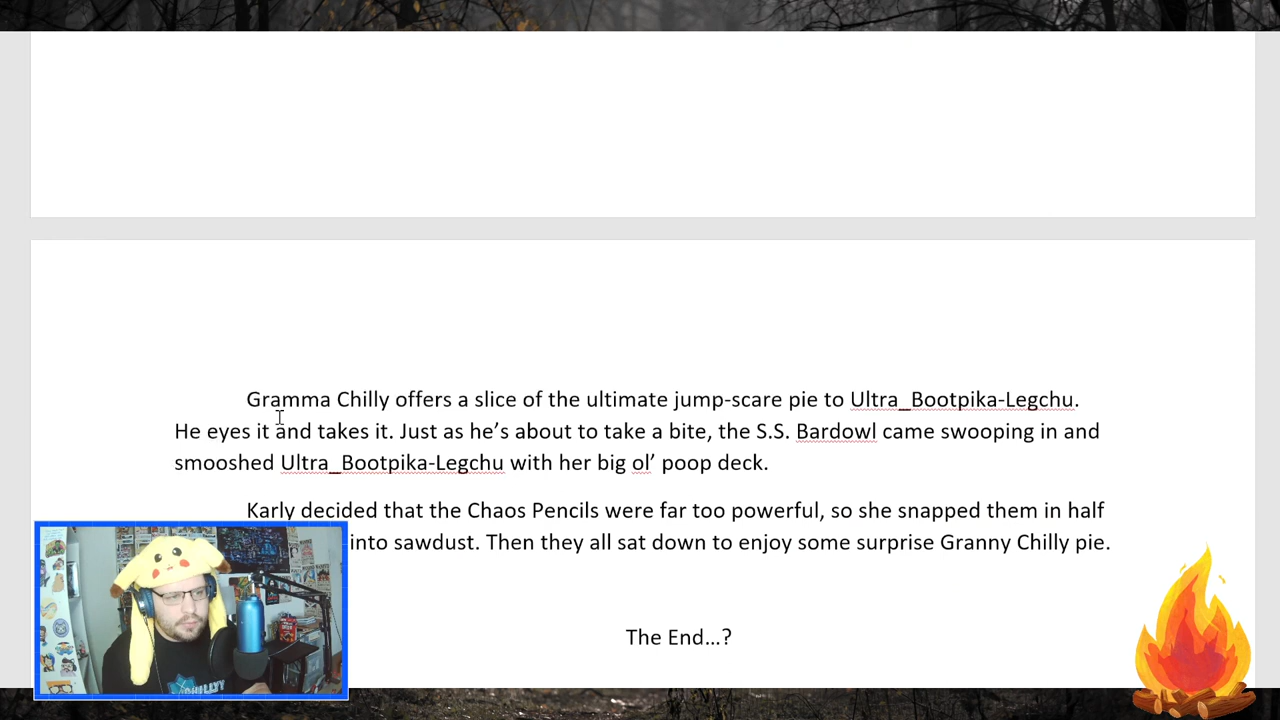 Gramma Chilly offers a slice of the ultimate jump-scare pie to Ultra_Bootpika-Legchu.
He eyes it and takes it. Just as he’s about to take a bite, the S.S. Bardowl came swooping in and
smooshed Ultra_Bootpika-Legchu with her big ol’ poop deck.
Karly decided that the Chaos Pencils were far too powerful, so she snapped them in half
into sawdust. Then they all sat down to enjoy some surprise Granny Chilly pie.
The End…?